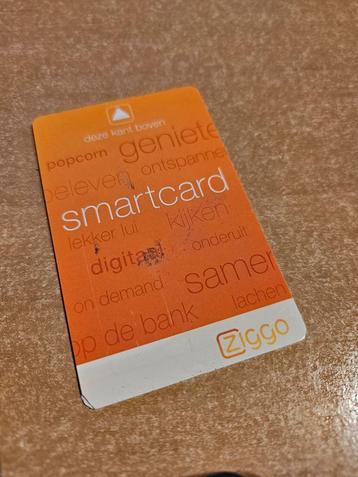 deze kant boven
popcorn geniete
beleven ontspanne
smartcard
lekker lui kijken
digitaal onderuit
on demand samen
op de bank lachen
ziggo